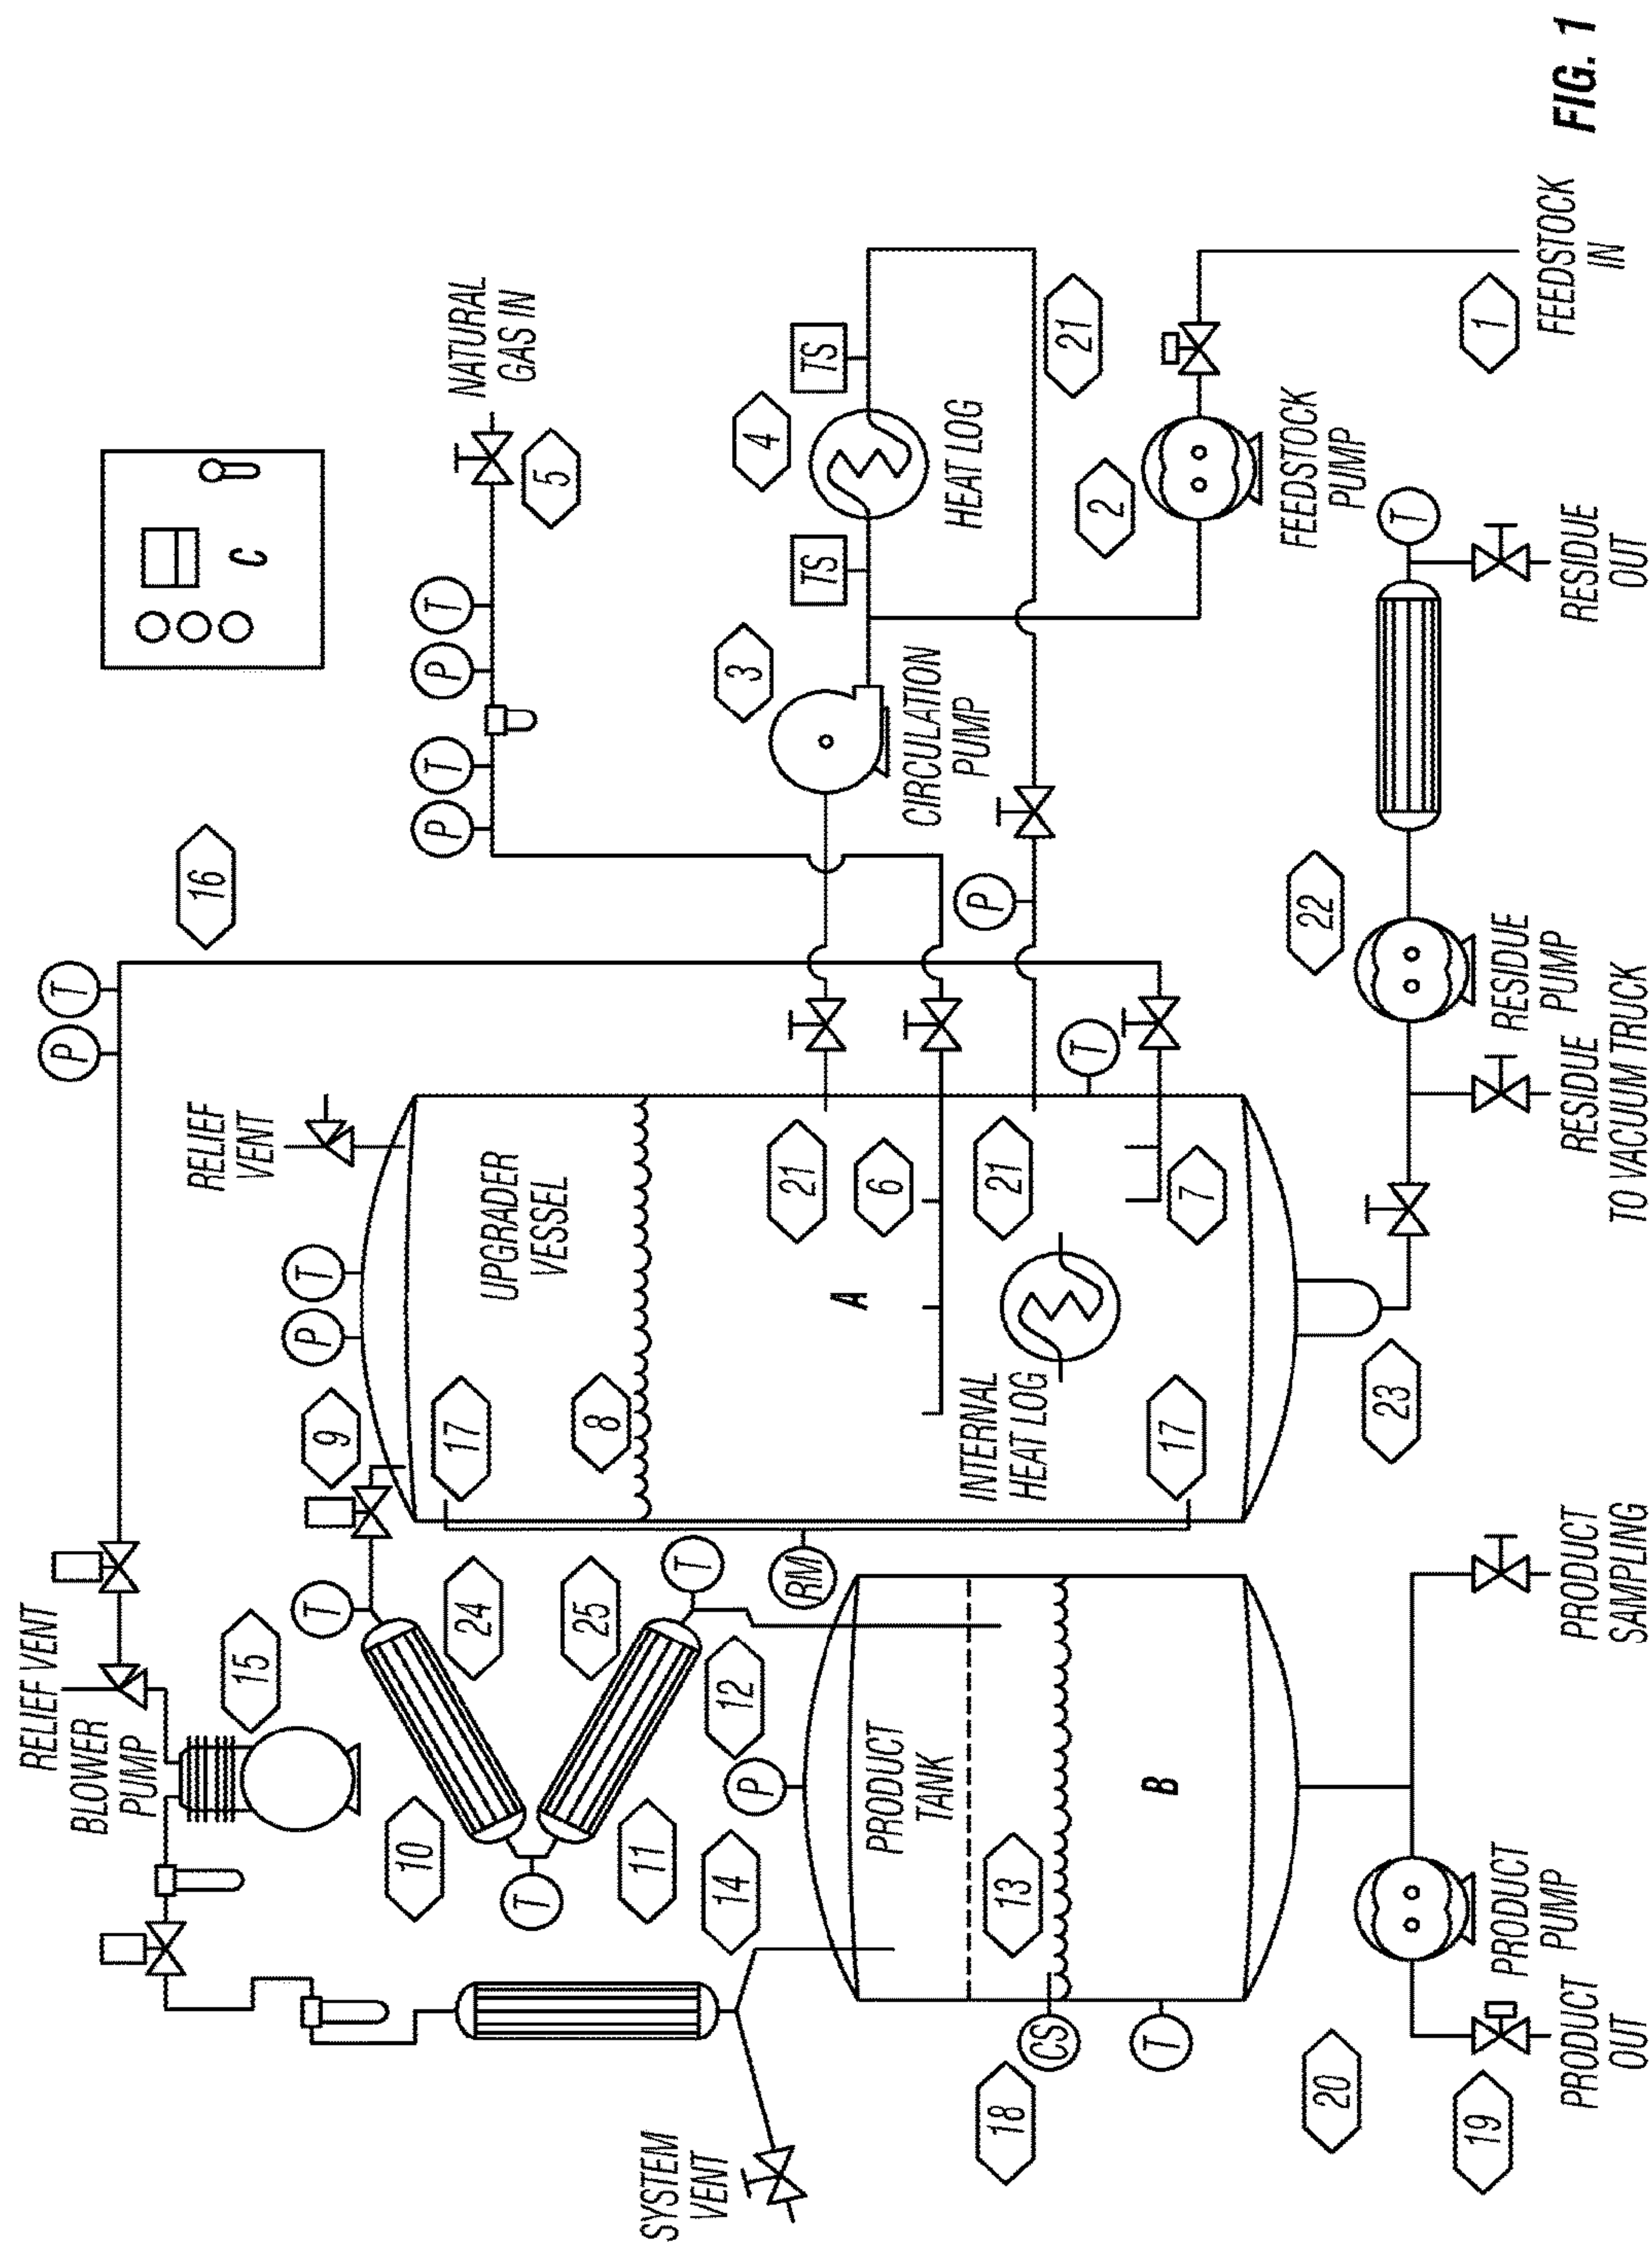 RELIEF VENT
BLOWER
PUMP
P
T
15
16
C
RELIEF
VENT
T
9
P
T
10
17
24
P
T
P
T
NATURAL
GAS IN
5
UPGRADER
VESSEL
T
11
25
8
SYSTEM
VENT
14
12
T
P
RM
21
3
4
TS
TS
PRODUCT
TANK
A
6
CIRCULATION
PUMP
HEAT LOG
18
13
INTERNAL
HEAT LOG
21
P
CS
T
21
2
T
B
17
7
20
23
22
FEEDSTOCK
PUMP
T
19
1
PRODUCT
OUT
PRODUCT
PUMP
PRODUCT
SAMPLING
RESIDUE
TO VACUUM TRUCK
RESIDUE
PUMP
RESIDUE
OUT
FEEDSTOCK
IN
FIG. 1